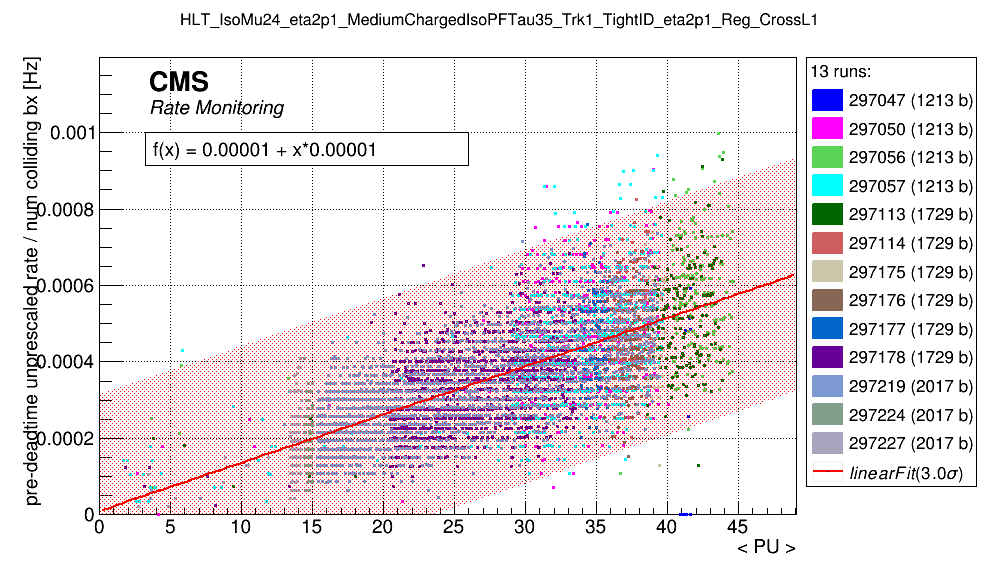 HLT_IsoMu24_eta2p1_MediumChargedIsoPFTau35_Trk1_TightID_eta2p1_Reg_CrossL1
pre-deadtime unprescaled rate / num colliding bx [Hz]
CMS
Rate Monitoring
f(x) = 0.00001 + x*0.00001
0.001
0.0008
0.0006
0.0004
0.0002
0
0 5 10 15 20 25 30 35 40 45
< PU >
13 runs:
297047 (1213 b)
297050 (1213 b)
297056 (1213 b)
297057 (1213 b)
297113 (1729 b)
297114 (1729 b)
297175 (1729 b)
297176 (1729 b)
297177 (1729 b)
297178 (1729 b)
297219 (2017 b)
297224 (2017 b)
297227 (2017 b)
linearFit(3.0σ)